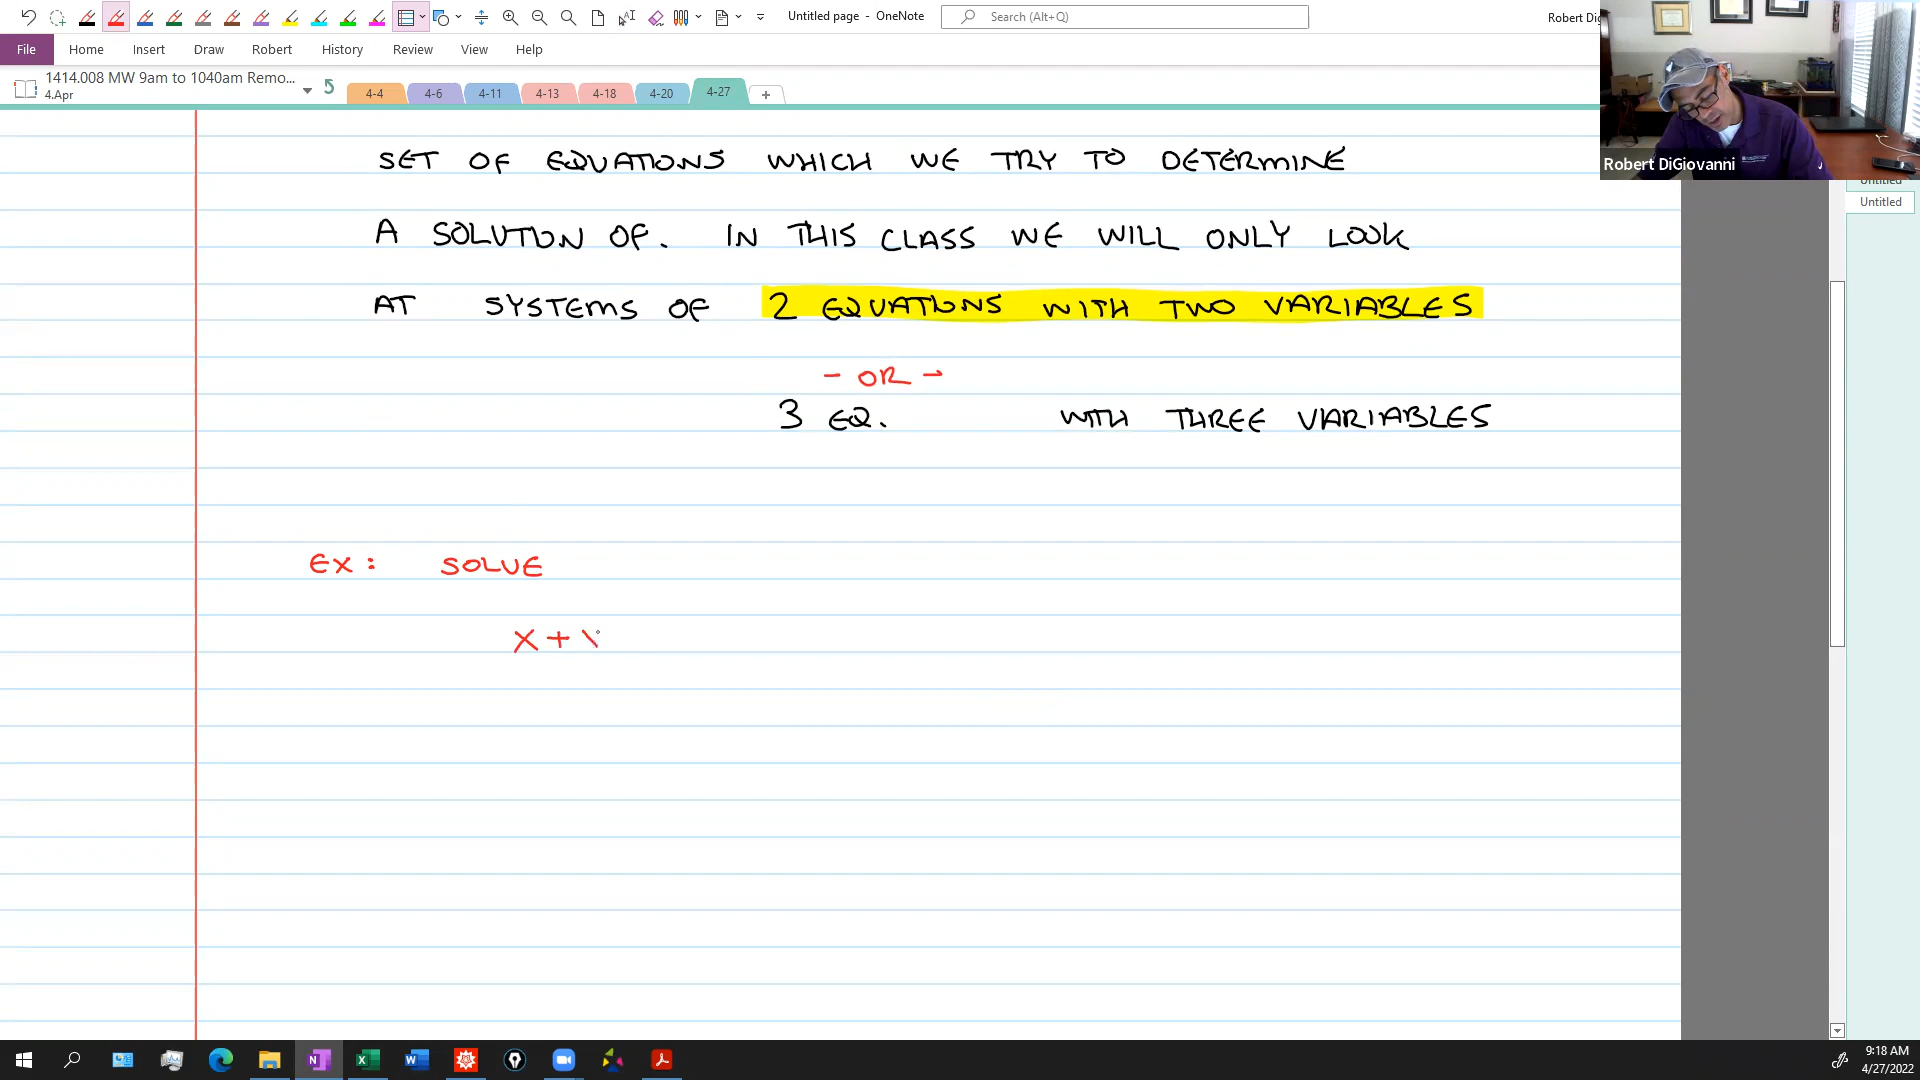 Untitled page - OneNote
Search (Alt+Q)
Robert Di
File Home Insert Draw Robert History Review View Help
1414.008 MW 9am to 1040am Remo...
4.Apr
4-4 4-6 4-11 4-13 4-18 4-20 4-27
Robert DiGiovanni
Untitled
Untitled
SET OF EQUATIONS WHICH WE TRY TO DETERMINE
A SOLUTION OF. IN THIS CLASS WE WILL ONLY LOOK
AT SYSTEMS OF 2 EQUATIONS WITH TWO VARIABLES
- OR -
3 EQ. WITH THREE VARIABLES
EX: SOLVE
X + \
9:18 AM
4/27/2022